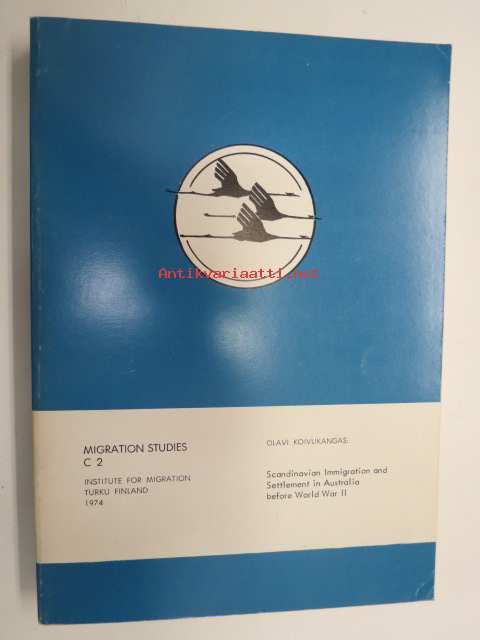 Antikvariaatti.net
MIGRATION STUDIES
C 2
INSTITUTE FOR MIGRATION
TURKU FINLAND
1974
OLAVI KOIVUKANGAS
Scandinavian Immigration and
Settlement in Australia
before World War II